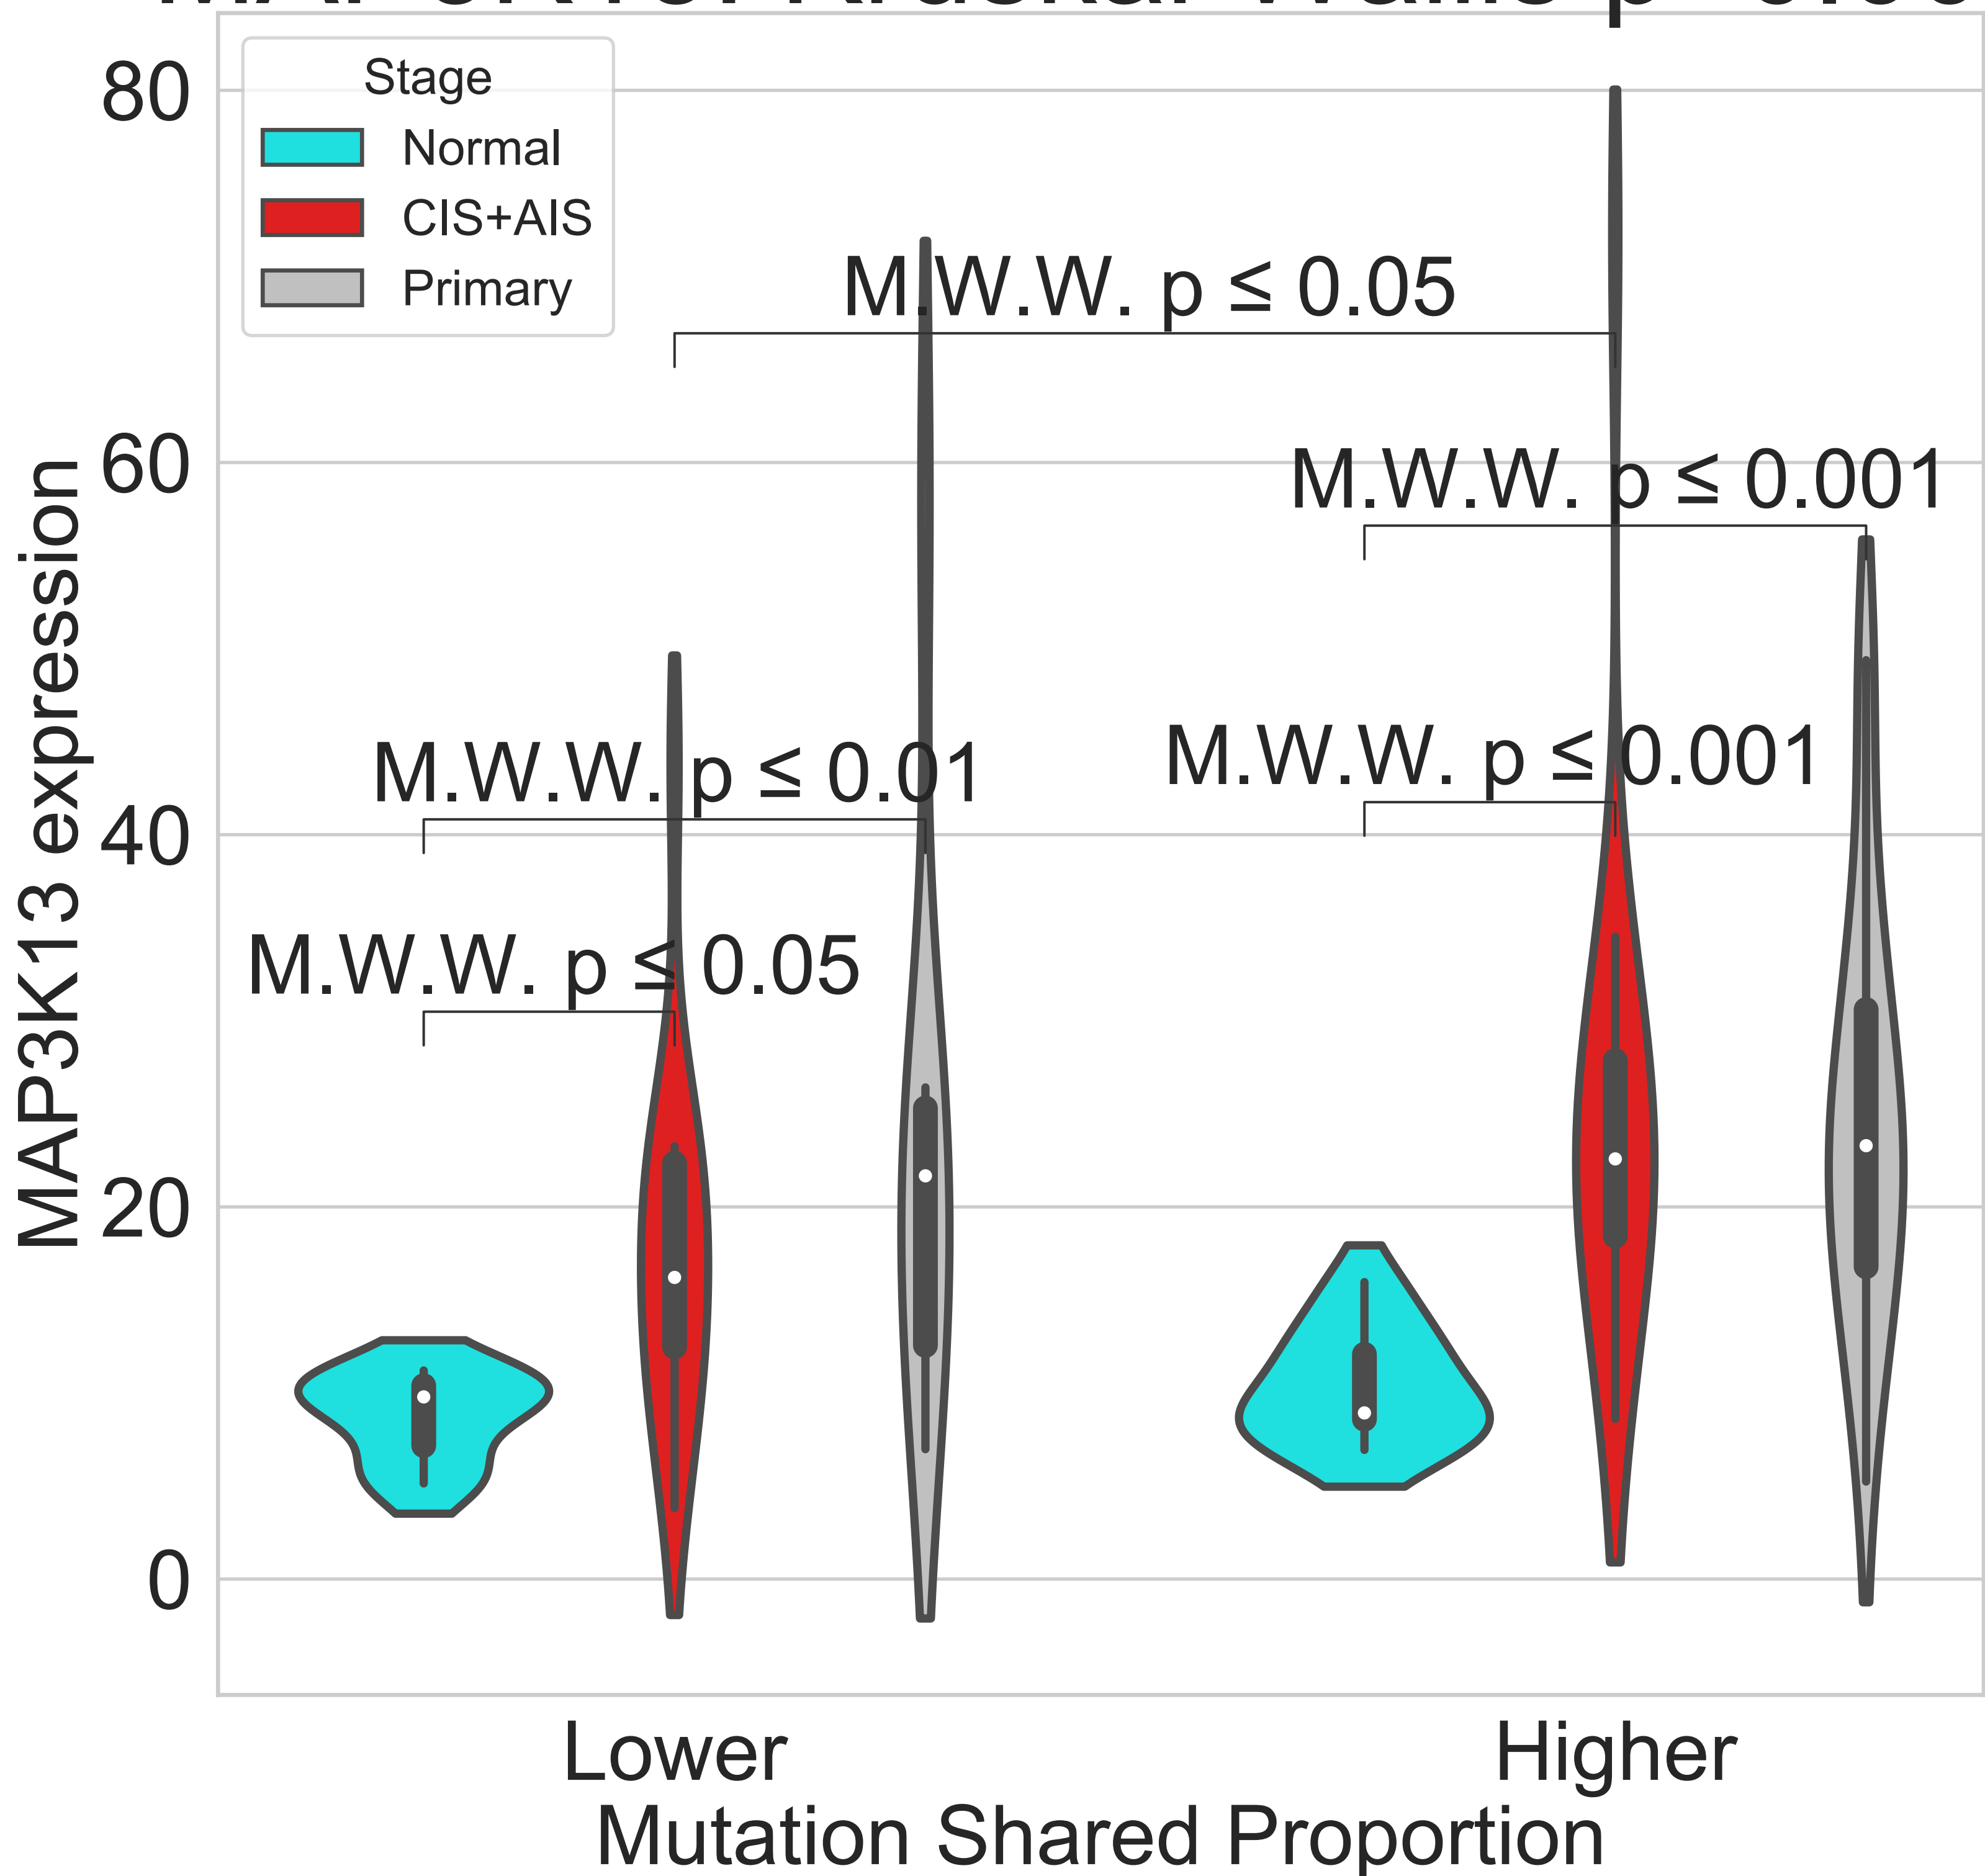 Stage
Normal
CIS+AIS
Primary
MAP3K13 expression
80
60
40
20
0
M.W.W. p ≤ 0.05
M.W.W. p ≤ 0.001
M.W.W. p ≤ 0.01
M.W.W. p ≤ 0.001
M.W.W. p ≤ 0.05
Lower
Higher
Mutation Shared Proportion